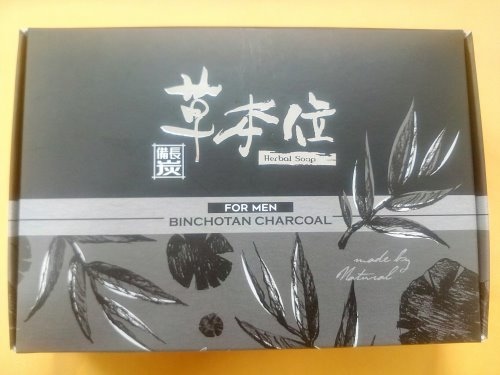 草本位
Herbal Soap
備長
炭
FOR MEN
BINCHOTAN CHARCOAL
made by
Natural